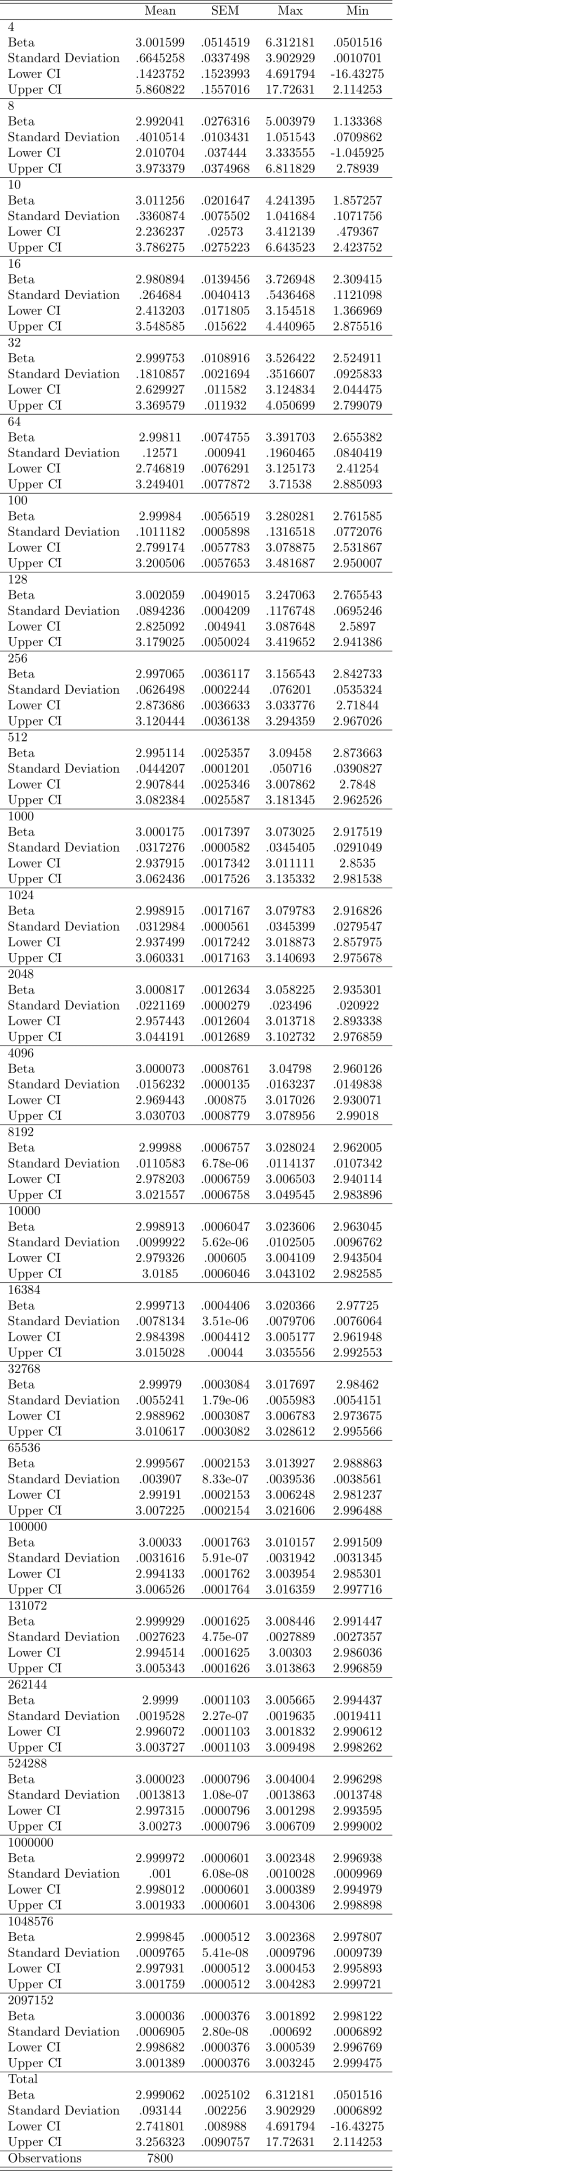 Mean SEM Max Min
4
Beta 3.001599 .0514519 6.312181 .0501516
Standard Deviation .6645258 .0337498 3.902929 .0010701
Lower CI .1423752 .1523993 4.691794 -16.43275
Upper CI 5.860822 .1557016 17.72631 2.114253
8
Beta 2.992041 .0276316 5.003979 1.133368
Standard Deviation .4010514 .0103431 1.051543 .0709862
Lower CI 2.010704 .037444 3.333555 -1.045925
Upper CI 3.973379 .0374968 6.811829 2.78939
10
Beta 3.011256 .0201647 4.241395 1.857257
Standard Deviation .3360874 .0075502 1.041684 .1071756
Lower CI 2.236237 .02573 3.412139 .479367
Upper CI 3.786275 .0275223 6.643523 2.423752
16
Beta 2.980894 .0139456 3.726948 2.309415
Standard Deviation .264684 .0040413 .5436468 .1121098
Lower CI 2.413203 .0171805 3.154518 1.366969
Upper CI 3.548585 .015622 4.440965 2.875516
32
Beta 2.999753 .0108916 3.526422 2.524911
Standard Deviation .1810857 .0021694 .3516607 .0925833
Lower CI 2.629927 .011582 3.124834 2.044475
Upper CI 3.369579 .011932 4.050699 2.799079
64
Beta 2.99811 .0074755 3.391703 2.655382
Standard Deviation .12571 .000941 .1960465 .0840419
Lower CI 2.746819 .0076291 3.125173 2.41254
Upper CI 3.249401 .0077872 3.71538 2.885093
100
Beta 2.99984 .0056519 3.280281 2.761585
Standard Deviation .1011182 .0005898 .1316518 .0772076
Lower CI 2.799174 .0057783 3.078875 2.531867
Upper CI 3.200506 .0057653 3.481687 2.950007
128
Beta 3.002059 .0049015 3.247063 2.765543
Standard Deviation .0894236 .0004209 .1176748 .0695246
Lower CI 2.825092 .004941 3.087648 2.5897
Upper CI 3.179025 .0050024 3.419652 2.941386
256
Beta 2.997065 .0036117 3.156543 2.842733
Standard Deviation .0626498 .0002244 .076201 .0535324
Lower CI 2.873686 .0036633 3.033776 2.71844
Upper CI 3.120444 .0036138 3.294359 2.967026
512
Beta 2.995114 .0025357 3.09458 2.873663
Standard Deviation .0444207 .0001201 .050716 .0390827
Lower CI 2.907844 .0025346 3.007862 2.7848
Upper CI 3.082384 .0025587 3.181345 2.962526
1000
Beta 3.000175 .0017397 3.073025 2.917519
Standard Deviation .0317276 .0000582 .0345405 .0291049
Lower CI 2.937915 .0017342 3.011111 2.8535
Upper CI 3.062436 .0017526 3.135332 2.981538
1024
Beta 2.998915 .0017167 3.079783 2.916826
Standard Deviation .0312984 .0000561 .0345399 .0279547
Lower CI 2.937499 .0017242 3.018873 2.857975
Upper CI 3.060331 .0017163 3.140693 2.975678
2048
Beta 3.000817 .0012634 3.058225 2.935301
Standard Deviation .0221169 .0000279 .023496 .020922
Lower CI 2.957443 .0012604 3.013718 2.893338
Upper CI 3.044191 .0012689 3.102732 2.976859
4096
Beta 3.000073 .0008761 3.04798 2.960126
Standard Deviation .0156232 .0000135 .0163237 .0149838
Lower CI 2.969443 .000875 3.017026 2.930071
Upper CI 3.030703 .0008779 3.078956 2.99018
8192
Beta 2.99988 .0006757 3.028024 2.962005
Standard Deviation .0110583 6.78e-06 .0114137 .0107342
Lower CI 2.978203 .0006759 3.006503 2.940114
Upper CI 3.021557 .0006758 3.049545 2.983896
10000
Beta 2.998913 .0006047 3.023606 2.963045
Standard Deviation .0099922 5.62e-06 .0102505 .0096762
Lower CI 2.979326 .000605 3.004109 2.943504
Upper CI 3.0185 .0006046 3.043102 2.982585
16384
Beta 2.999713 .0004406 3.020366 2.97725
Standard Deviation .0078134 3.51e-06 .0079706 .0076064
Lower CI 2.984398 .0004412 3.005177 2.961948
Upper CI 3.015028 .00044 3.035556 2.992553
32768
Beta 2.99979 .0003084 3.017697 2.98462
Standard Deviation .0055241 1.79e-06 .0055983 .0054151
Lower CI 2.988962 .0003087 3.006783 2.973675
Upper CI 3.010617 .0003082 3.028612 2.995566
65536
Beta 2.999567 .0002153 3.013927 2.988863
Standard Deviation .003907 8.33e-07 .0039536 .0038561
Lower CI 2.99191 .0002153 3.006248 2.981237
Upper CI 3.007225 .0002154 3.021606 2.996488
100000
Beta 3.00033 .0001763 3.010157 2.991509
Standard Deviation .0031616 5.91e-07 .0031942 .0031345
Lower CI 2.994133 .0001762 3.003954 2.985301
Upper CI 3.006526 .0001764 3.016359 2.997716
131072
Beta 2.999929 .0001625 3.008446 2.991447
Standard Deviation .0027623 4.75e-07 .0027889 .0027357
Lower CI 2.994514 .0001625 3.00303 2.986036
Upper CI 3.005343 .0001626 3.013863 2.996859
262144
Beta 2.9999 .0001103 3.005665 2.994437
Standard Deviation .0019528 2.27e-07 .0019635 .0019411
Lower CI 2.996072 .0001103 3.001832 2.990612
Upper CI 3.003727 .0001103 3.009498 2.998262
524288
Beta 3.000023 .0000796 3.004004 2.996298
Standard Deviation .0013813 1.08e-07 .0013863 .0013748
Lower CI 2.997315 .0000796 3.001298 2.993595
Upper CI 3.00273 .0000796 3.006709 2.999002
1000000
Beta 2.999972 .0000601 3.002348 2.996938
Standard Deviation .001 6.08e-08 .0010028 .0009969
Lower CI 2.998012 .0000601 3.000389 2.994979
Upper CI 3.001933 .0000601 3.004306 2.998898
1048576
Beta 2.999845 .0000512 3.002368 2.997807
Standard Deviation .0009765 5.41e-08 .0009796 .0009739
Lower CI 2.997931 .0000512 3.000453 2.995893
Upper CI 3.001759 .0000512 3.004283 2.999721
2097152
Beta 3.000036 .0000376 3.001892 2.998122
Standard Deviation .0006905 2.80e-08 .000692 .0006892
Lower CI 2.998682 .0000376 3.000539 2.996769
Upper CI 3.001389 .0000376 3.003245 2.999475
Total
Beta 2.999062 .0025102 6.312181 .0501516
Standard Deviation .093144 .002256 3.902929 .0006892
Lower CI 2.741801 .008988 4.691794 -16.43275
Upper CI 3.256323 .0090757 17.72631 2.114253
Observations 7800